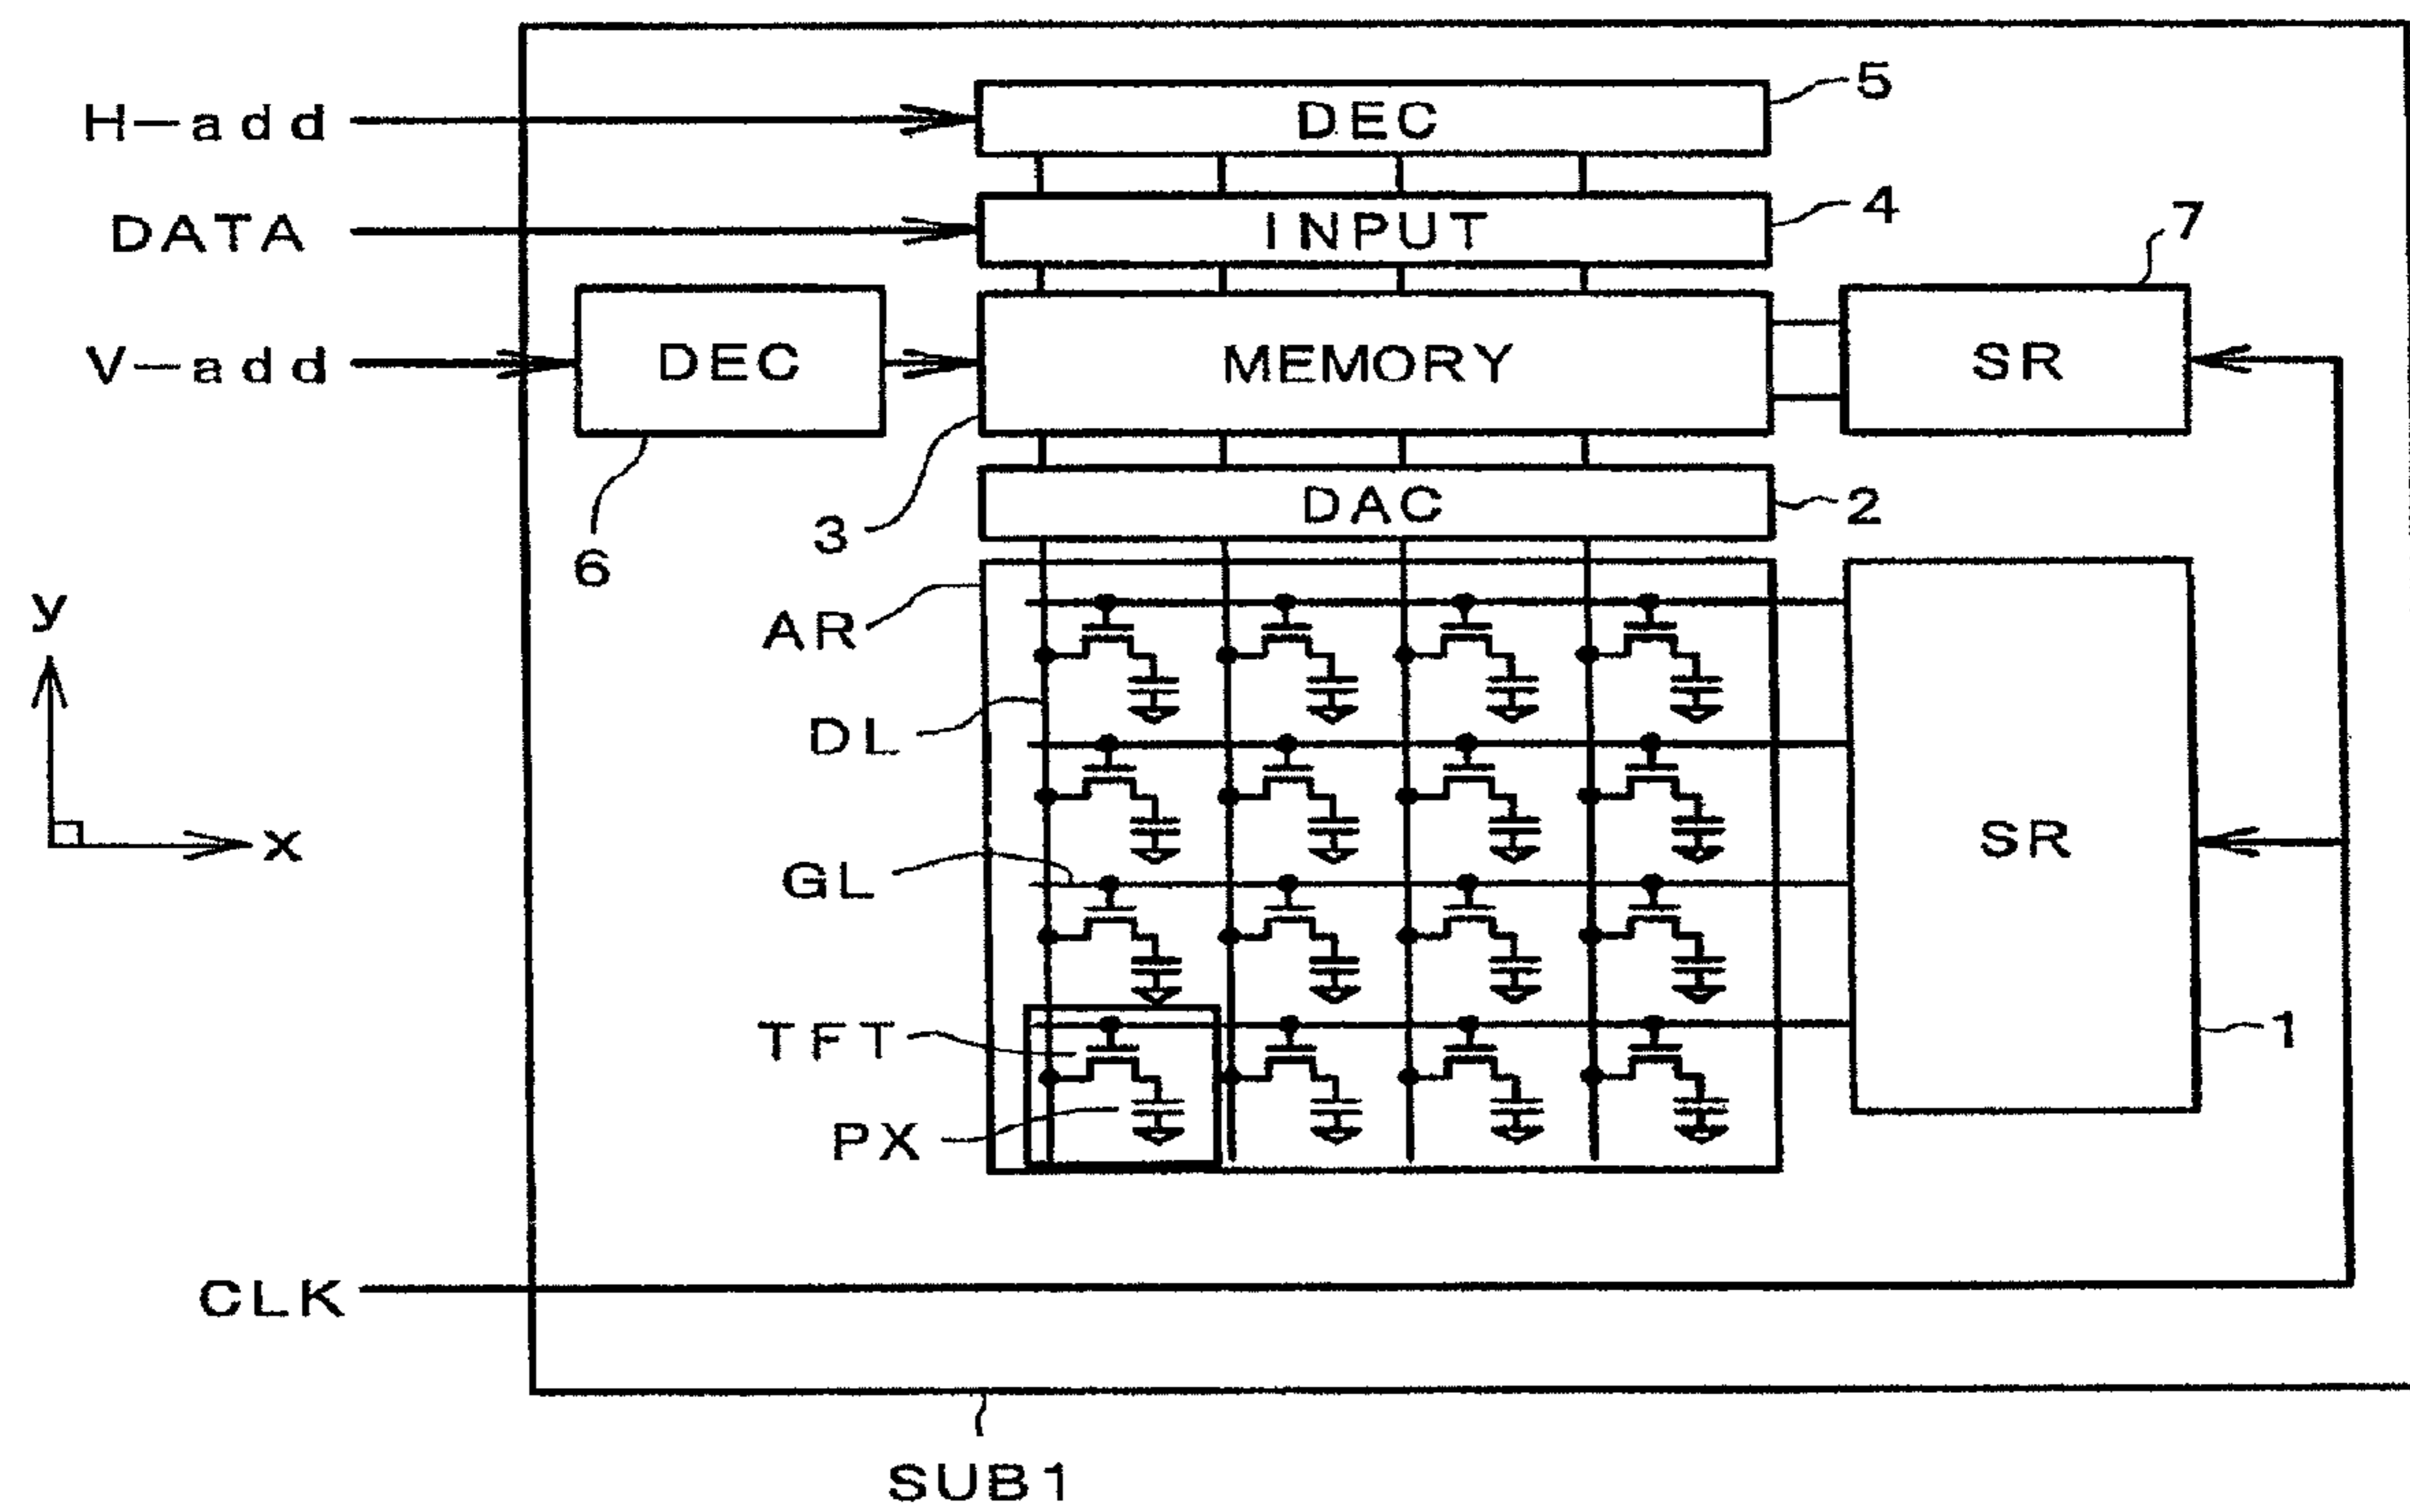 H-add
DEC
5
DATA
INPUT
4
7
V-add
DEC
MEMORY
SR
3
6
DAC
2
y
AR
DL
x
SR
GL
TFT
1
PX
CLK
SUB1